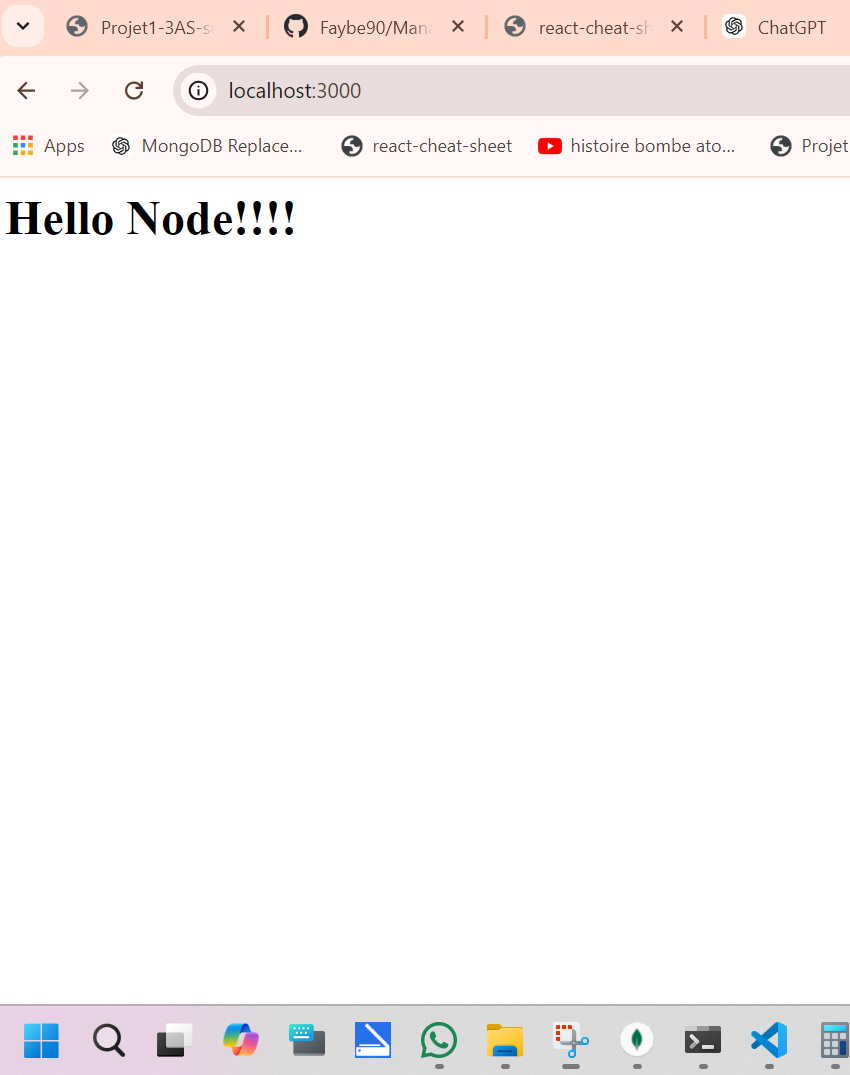 Projet1-3AS-s
Faybe90/Mana
react-cheat-sh
ChatGPT
localhost:3000
Apps
MongoDB Replace...
react-cheat-sheet
histoire bombe ato...
Projet
Hello Node!!!!